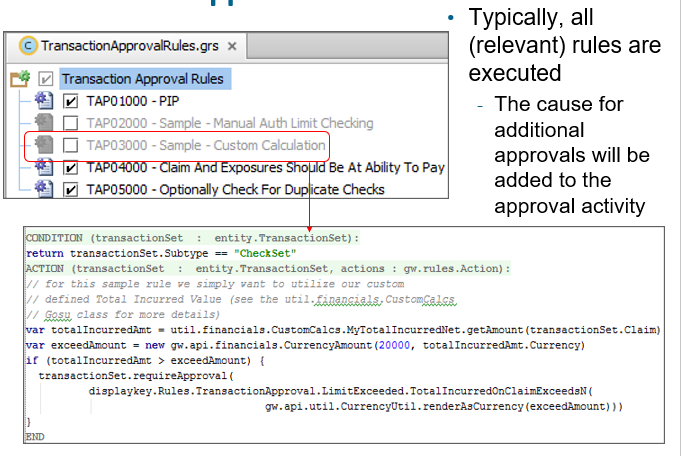 • Typically, all
(relevant) rules are
executed
- The cause for
additional
approvals will be
added to the
approval activity
TransactionApprovalRules.grs
Transaction Approval Rules
TAP01000 - PIP
TAP02000 - Sample - Manual Auth Limit Checking
TAP03000 - Sample - Custom Calculation
TAP04000 - Claim And Exposures Should Be At Ability To Pay
TAP05000 - Optionally Check For Duplicate Checks
CONDITION (transactionSet : entity.TransactionSet):
return transactionSet.Subtype == "CheckSet"
ACTION (transactionSet : entity.TransactionSet, actions : gw.rules.Action):
// for this sample rule we simply want to utilize our custom
// defined Total Incurred Value (see the util.financials.CustomCalcs
// Gosu class for more details)
var totalIncurredAmt = util.financials.CustomCalcs.MyTotalIncurredNet.getAmount(transactionSet.Claim)
var exceedAmount = new gw.api.financials.CurrencyAmount(20000, totalIncurredAmt.Currency)
if (totalIncurredAmt > exceedAmount) {
transactionSet.requireApproval(
displaykey.Rules.TransactionApproval.LimitExceeded.TotalIncurredOnClaimExceedsN(
gw.api.util.CurrencyUtil.renderAsCurrency(exceedAmount)))
}
END